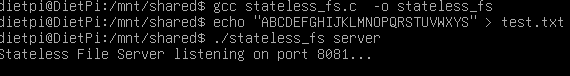 dietpi@DietPi:/mnt/shared$ gcc stateless_fs.c  -o stateless_fs
dietpi@DietPi:/mnt/shared$ echo "ABCDEFGHIJKLMNOPQRSTUVWXYS" > test.txt
dietpi@DietPi:/mnt/shared$ ./stateless_fs server
Stateless File Server listening on port 8081...